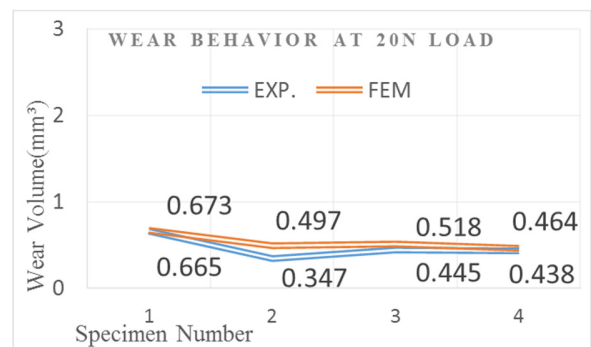 WEAR BEHAVIOR AT 20N LOAD
EXP. FEM
Wear Volume(mm³)
3
2
1
0
0.673 0.497 0.518 0.464
0.665 0.347 0.445 0.438
1 2 3 4
Specimen Number